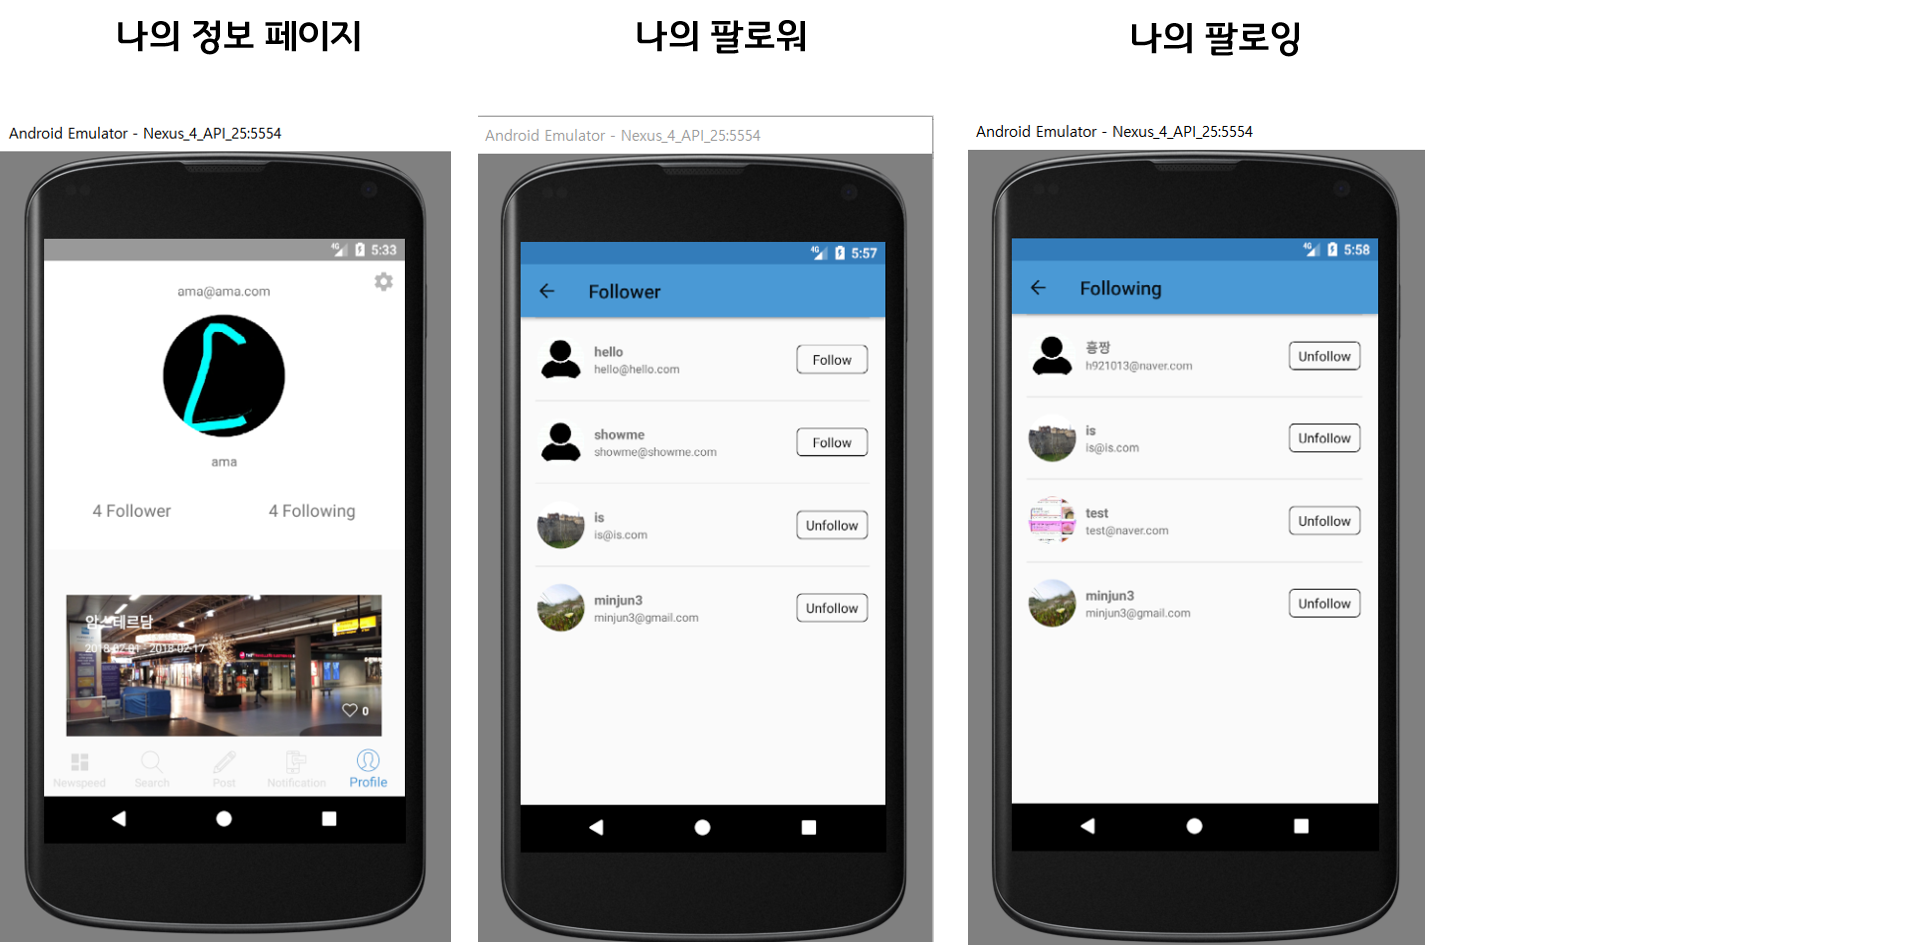 나의 정보 페이지
나의 팔로워
나의 팔로잉
Android Emulator - Nexus_4_API_25:5554
4G 5:33
ama@ama.com
ama
4 Follower 4 Following
암스테르담
2018-02-01 - 2018-02-17
0
Newspeed Search Post Notification Profile
Android Emulator - Nexus_4_API_25:5554
4G 5:57
Follower
hello
hello@hello.com
Follow
showme
showme@showme.com
Follow
is
is@is.com
Unfollow
minjun3
minjun3@gmail.com
Unfollow
Android Emulator - Nexus_4_API_25:5554
4G 5:58
Following
흥짱
h921013@naver.com
Unfollow
is
is@is.com
Unfollow
test
test@naver.com
Unfollow
minjun3
minjun3@gmail.com
Unfollow